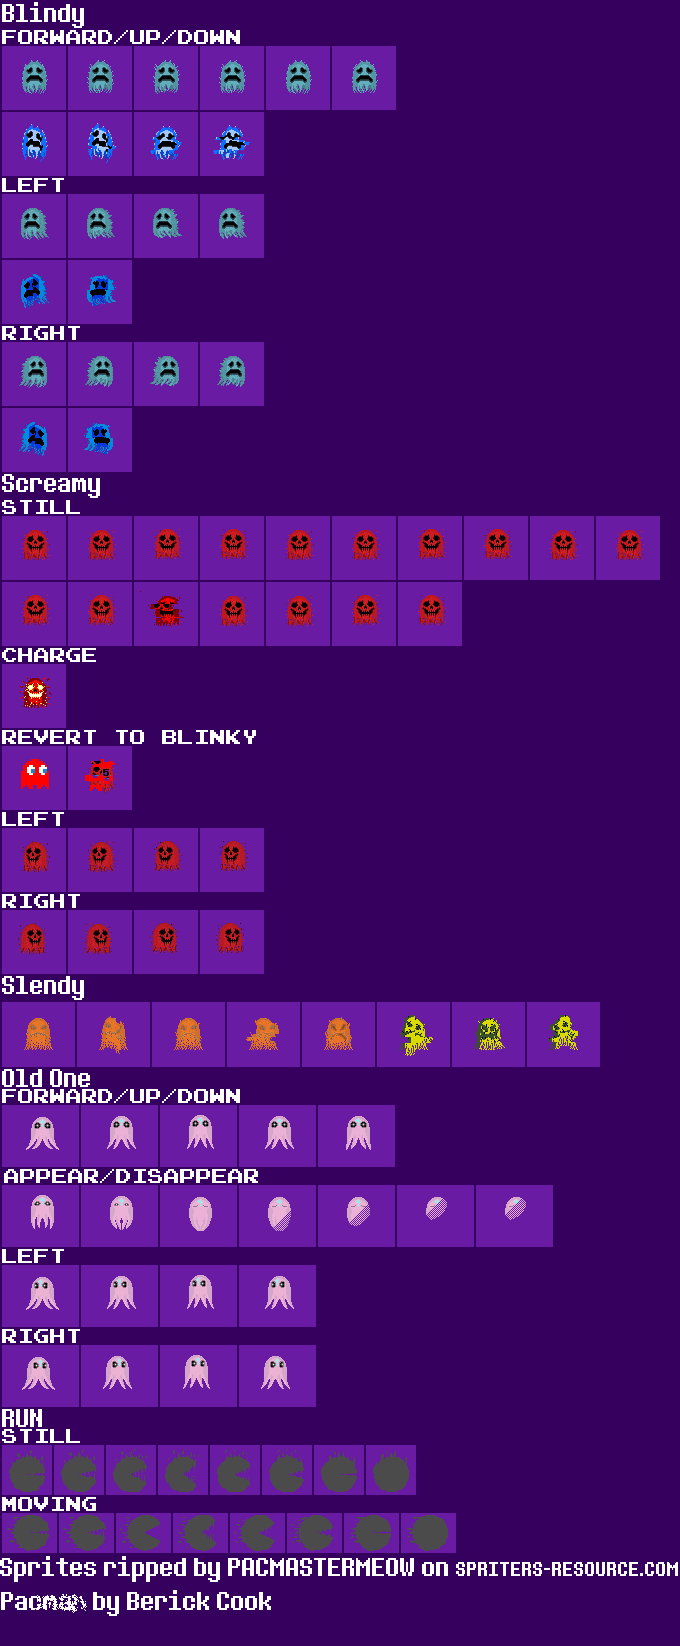 Blindy
FORWARD/UP/DOWN
LEFT
RIGHT
Screamy
STILL
CHARGE
REVERT TO BLINKY
LEFT
RIGHT
Slendy
Old One
FORWARD/UP/DOWN
APPEAR/DISAPPEAR
LEFT
RIGHT
RUN
STILL
MOVING
Sprites ripped by PACMASTERMEOW on SPRITERS-RESOURCE.COM
by Berick Cook